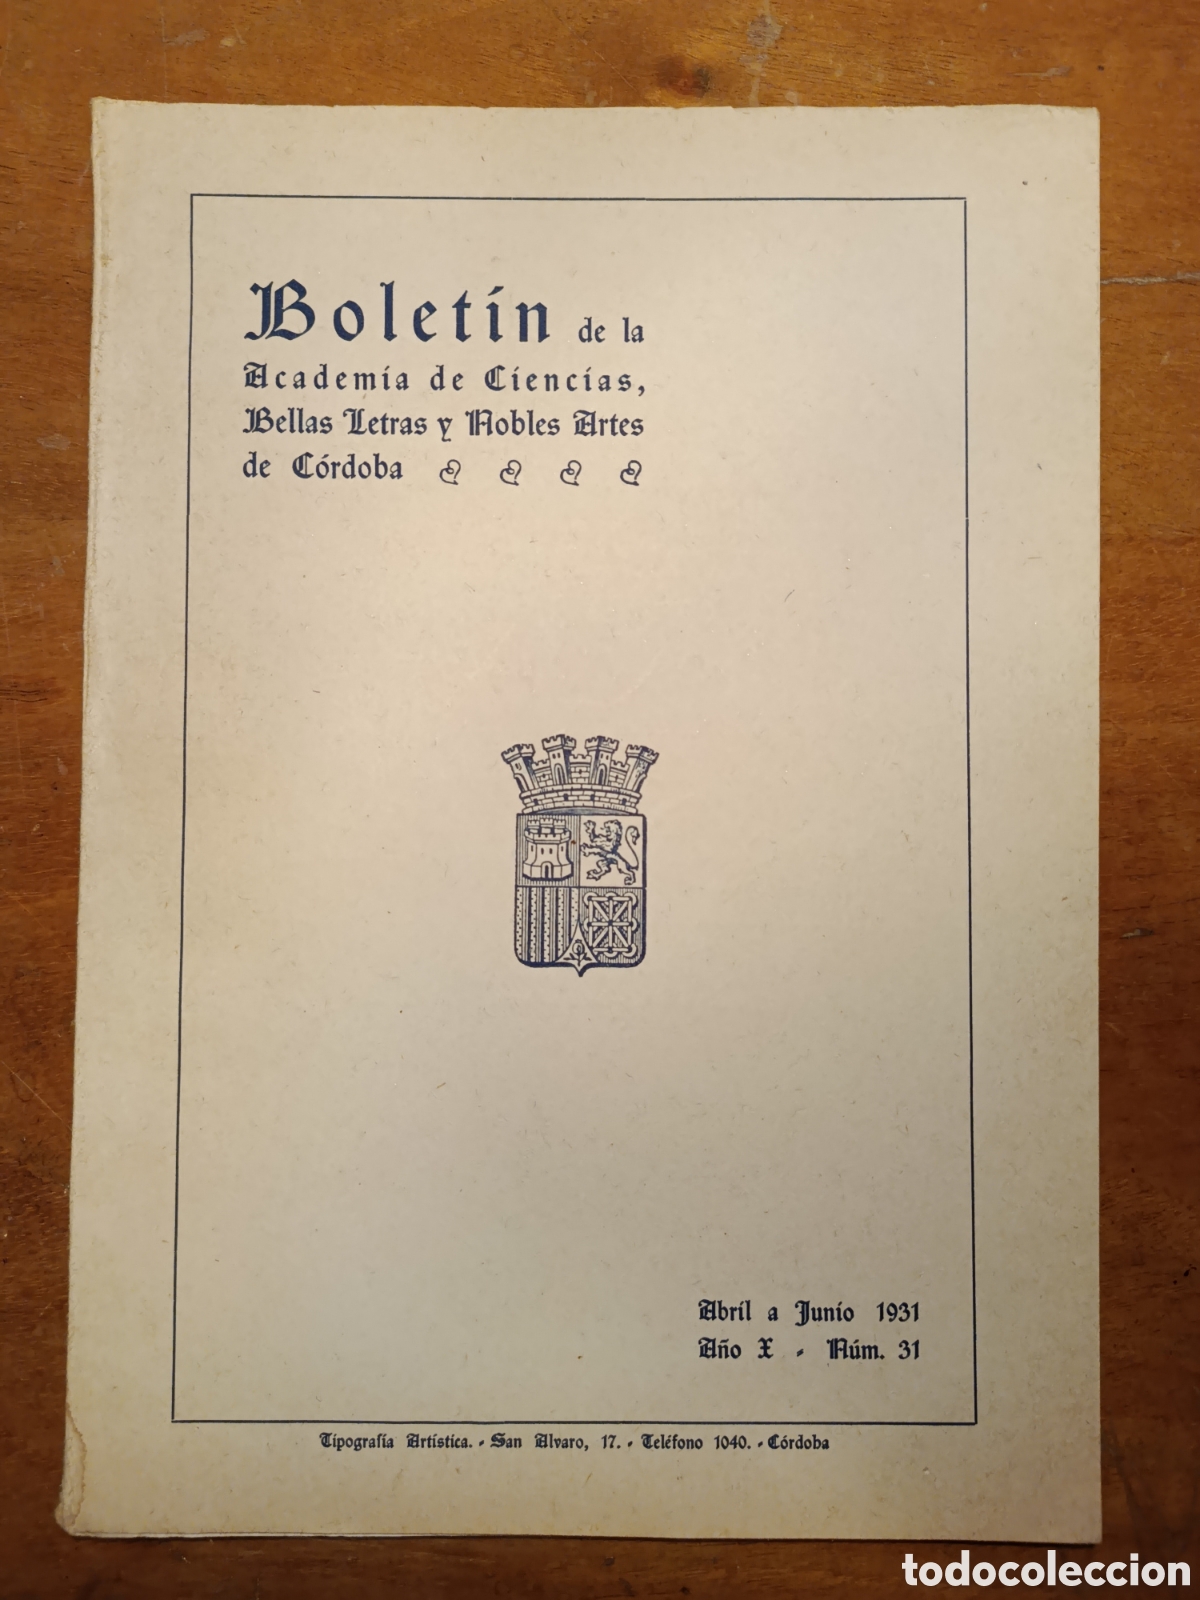 Boletín de la
Academia de Ciencias,
Bellas Letras y Nobles Artes
de Córdoba
Abril a Junio 1931
Año X - Núm. 31
Tipografía Artística. - San Alvaro, 17. - Teléfono 1040. - Córdoba
todocoleccion